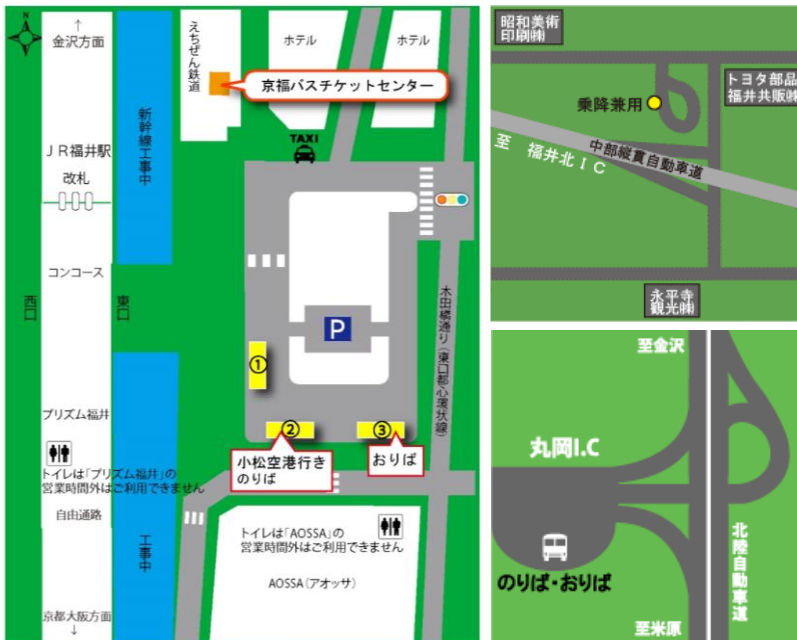 ↑
金沢方面
えちぜん鉄道
ホテル
ホテル
京福バスチケットセンター
新幹線工事中
TAXI
JR福井駅
改札
コンコース
西口
東口
P
木田橋通り(東口都心環状線)
①
②
③
小松空港行き
のりば
おりば
プリズム福井
トイレは「プリズム福井」の
営業時間外はご利用できません
自由通路
工事中
トイレは「AOSSA」の
営業時間外はご利用できません
AOSSA(アオッサ)
京都大阪方面
↓
昭和美術
印刷㈱
トヨタ部品
福井共販㈱
乗降兼用
中部縦貫自動車道
至 福井北IC
永平寺
観光㈱
至金沢
丸岡I.C
北陸自動車道
のりば・おりば
至米原